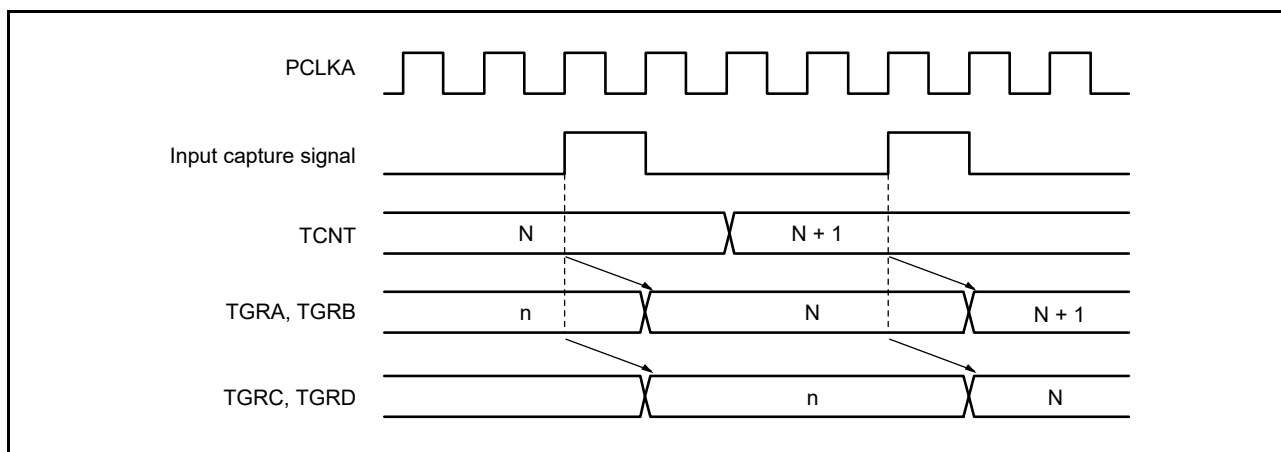 PCLKA
Input capture signal
TCNT N N + 1
TGRA, TGRB n N N + 1
TGRC, TGRD n N